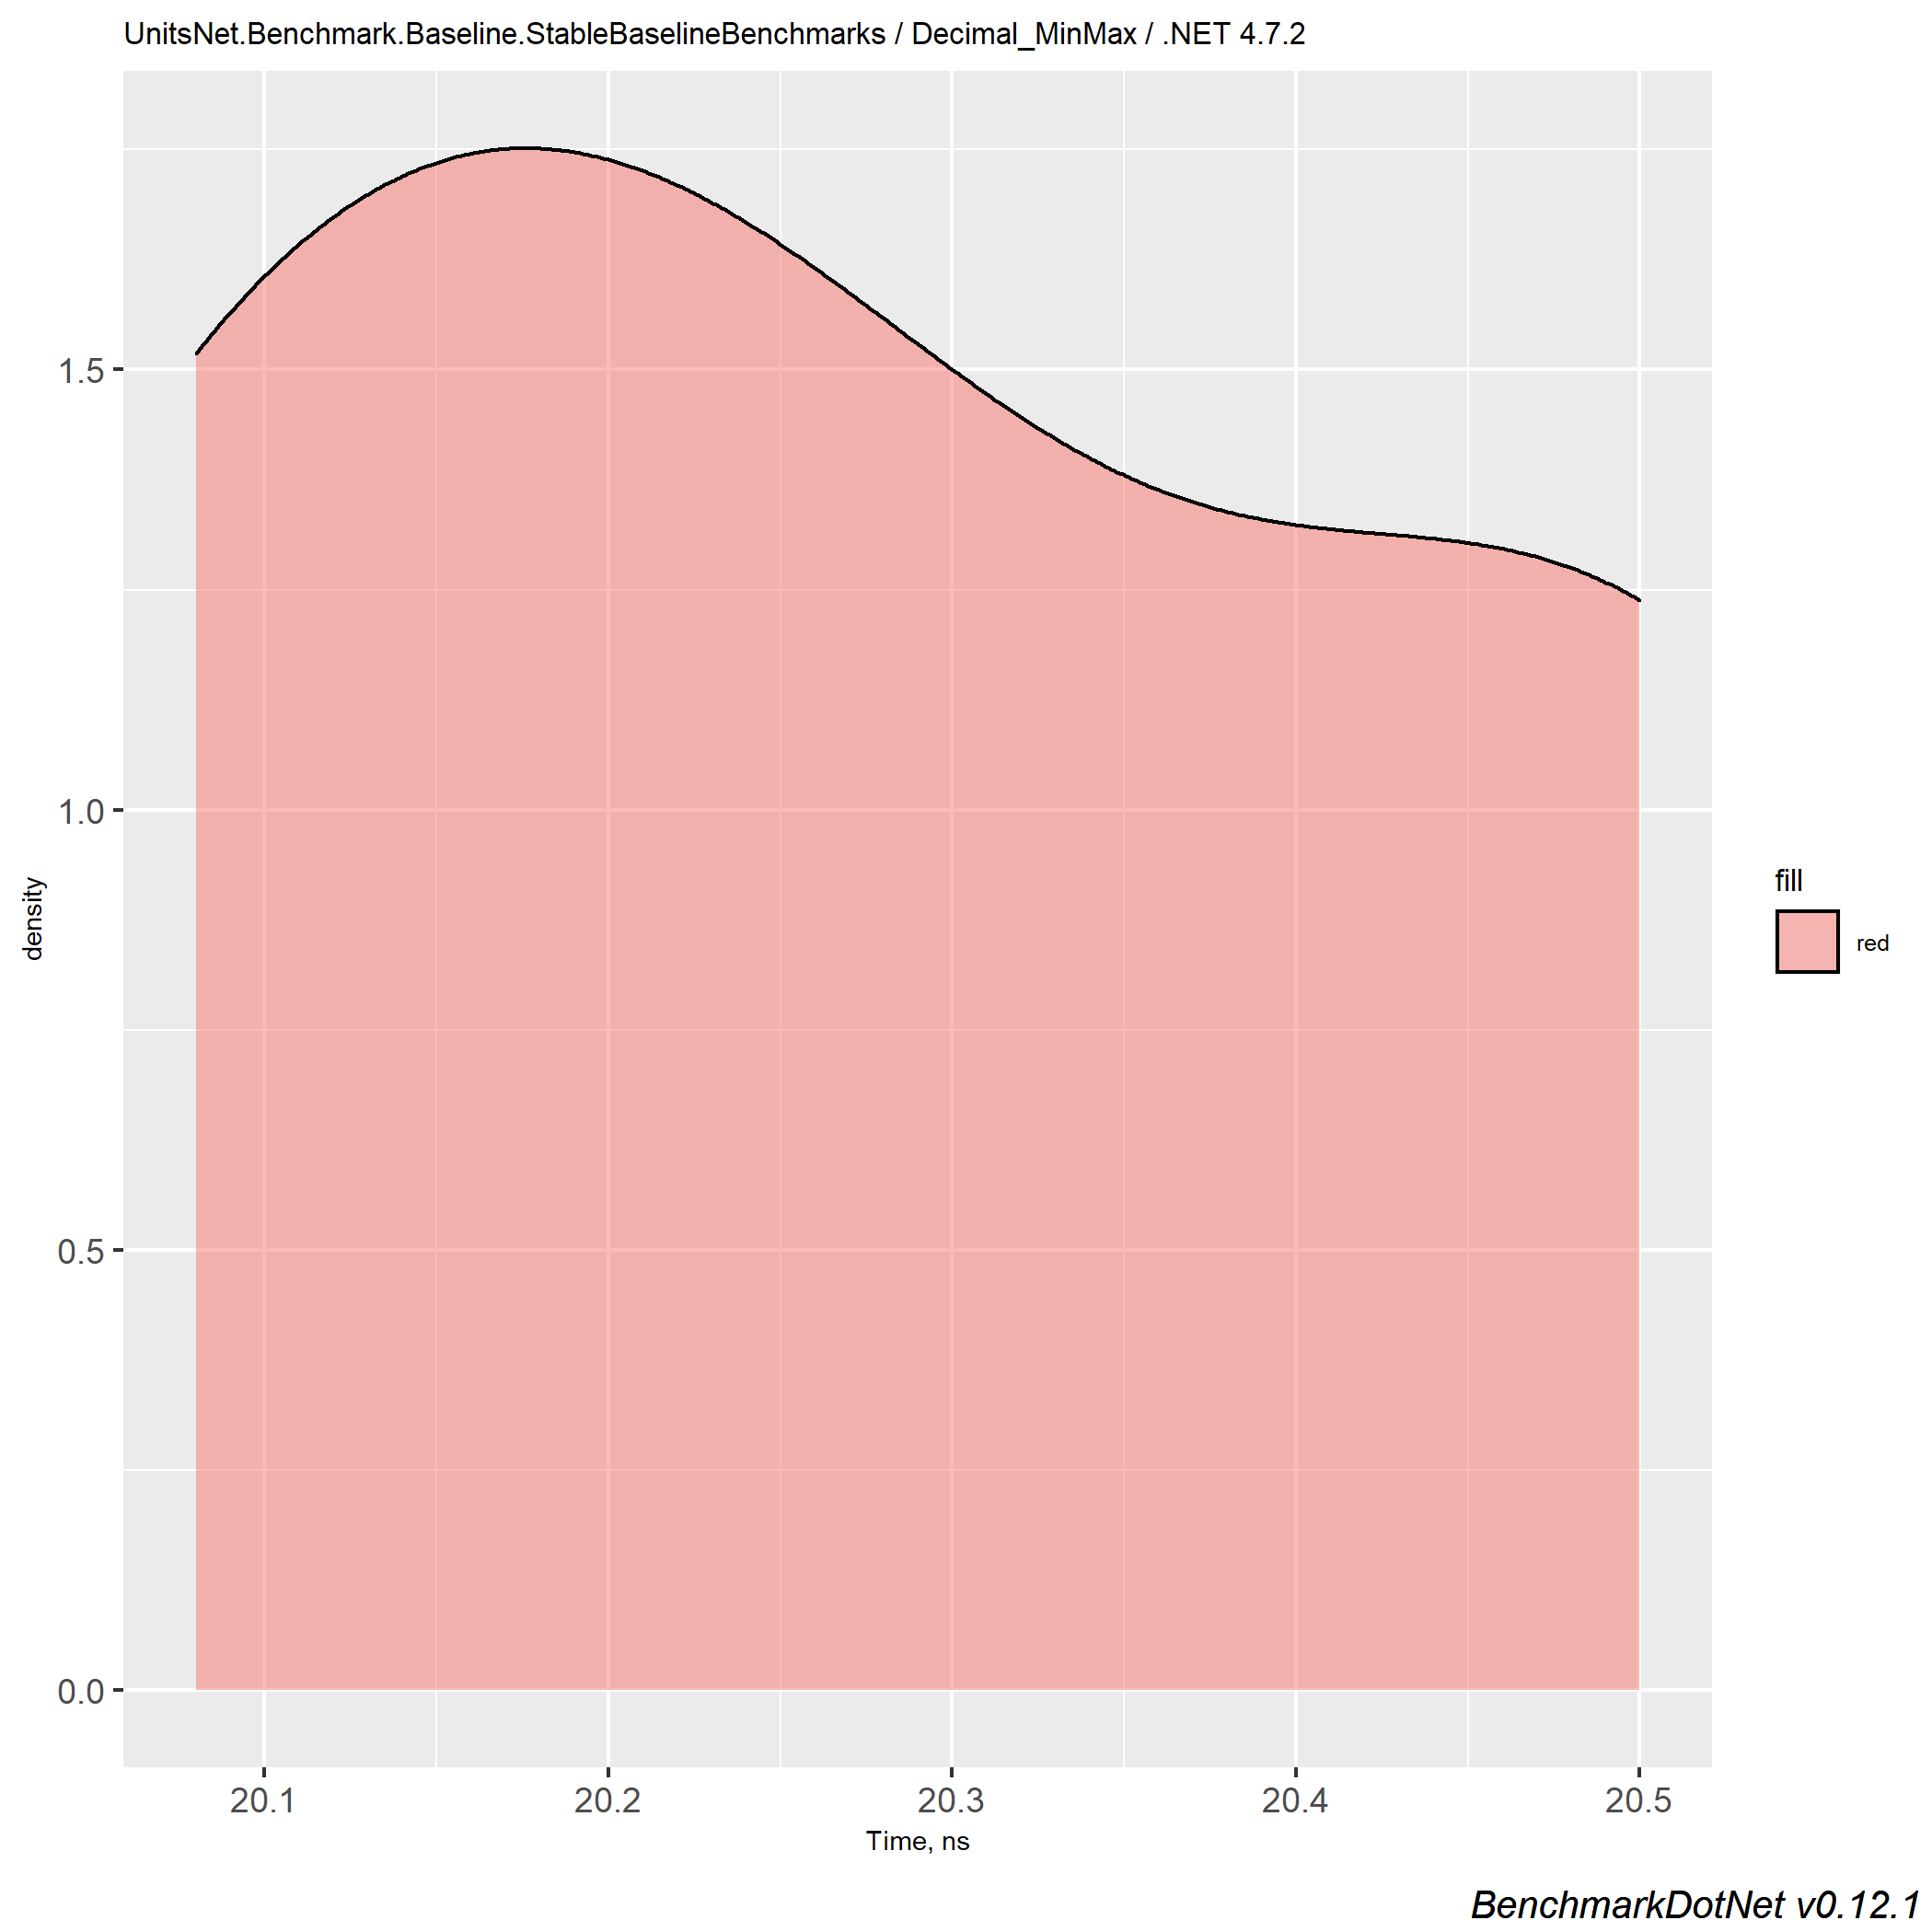 UnitsNet.Benchmark.Baseline.StableBaselineBenchmarks / Decimal_MinMax / .NET 4.7.2
1.5
1.0
0.5
0.0
density
20.1 20.2 20.3 20.4 20.5
Time, ns
fill
red
BenchmarkDotNet v0.12.1